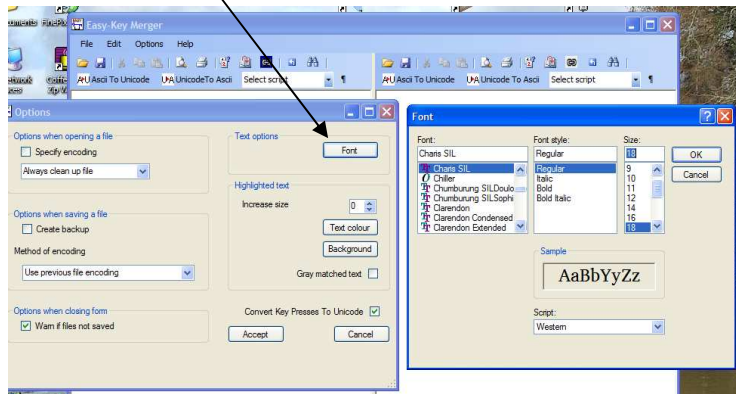 Easy-Key Merger
File Edit Options Help
AU Ascii To Unicode UA UnicodeTo Ascii Select script ¶
AU Ascii To Unicode UA Unicode To Ascii Select script ¶
Options
Options when opening a file
Specify encoding
Always clean up file
Options when saving a file
Create backup
Method of encoding
Use previous file encoding
Options when closing form
Warn if files not saved
Text options
Font
Highlighted text
Increase size 0
Text colour
Background
Gray matched text
Convert Key Presses To Unicode
Accept Cancel
Font
Font: Font style: Size:
Charis SIL Regular 18 OK
Charis SIL Regular 9 Cancel
Chiller Italic 10
Chumburung SILDoulo Bold 11
Chumburung SILSophi Bold Italic 12
Clarendon 14
Clarendon Condensed 16
Clarendon Extended 18
Sample
AaBbYyZz
Script:
Western